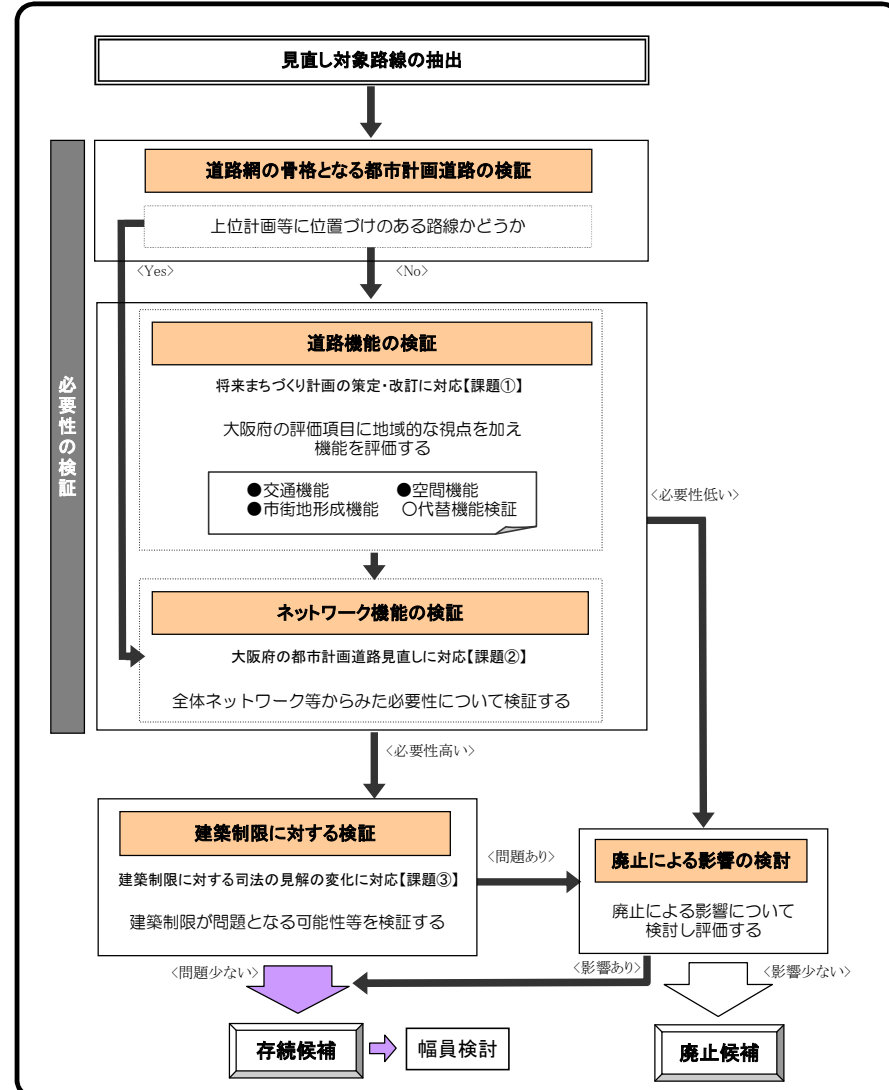 見直し対象路線の抽出
必要性の検証
道路網の骨格となる都市計画道路の検証
上位計画等に位置づけのある路線かどうか
〈Yes〉
〈No〉
道路機能の検証
将来まちづくり計画の策定・改訂に対応【課題①】
大阪府の評価項目に地域的な視点を加え
機能を評価する
●交通機能 ●空間機能
●市街地形成機能 ○代替機能検証
〈必要性低い〉
ネットワーク機能の検証
大阪府の都市計画道路見直しに対応【課題②】
全体ネットワーク等からみた必要性について検証する
〈必要性高い〉
建築制限に対する検証
建築制限に対する司法の見解の変化に対応【課題③】
建築制限が問題となる可能性等を検証する
〈問題あり〉
廃止による影響の検討
廃止による影響について
検討し評価する
〈問題少ない〉
〈影響あり〉
〈影響少ない〉
存続候補
幅員検討
廃止候補